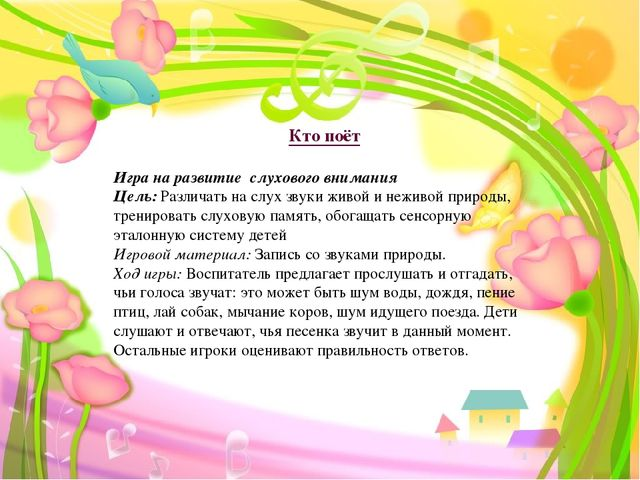 Кто поёт
Игра на развитие слухового внимания
Цель: Различать на слух звуки живой и неживой природы,
тренировать слуховую память, обогащать сенсорную
эталонную систему детей
Игровой материал: Запись со звуками природы.
Ход игры: Воспитатель предлагает прослушать и отгадать,
чьи голоса звучат: это может быть шум воды, дождя, пение
птиц, лай собак, мычание коров, шум идущего поезда. Дети
слушают и отвечают, чья песенка звучит в данный момент.
Остальные игроки оценивают правильность ответов.